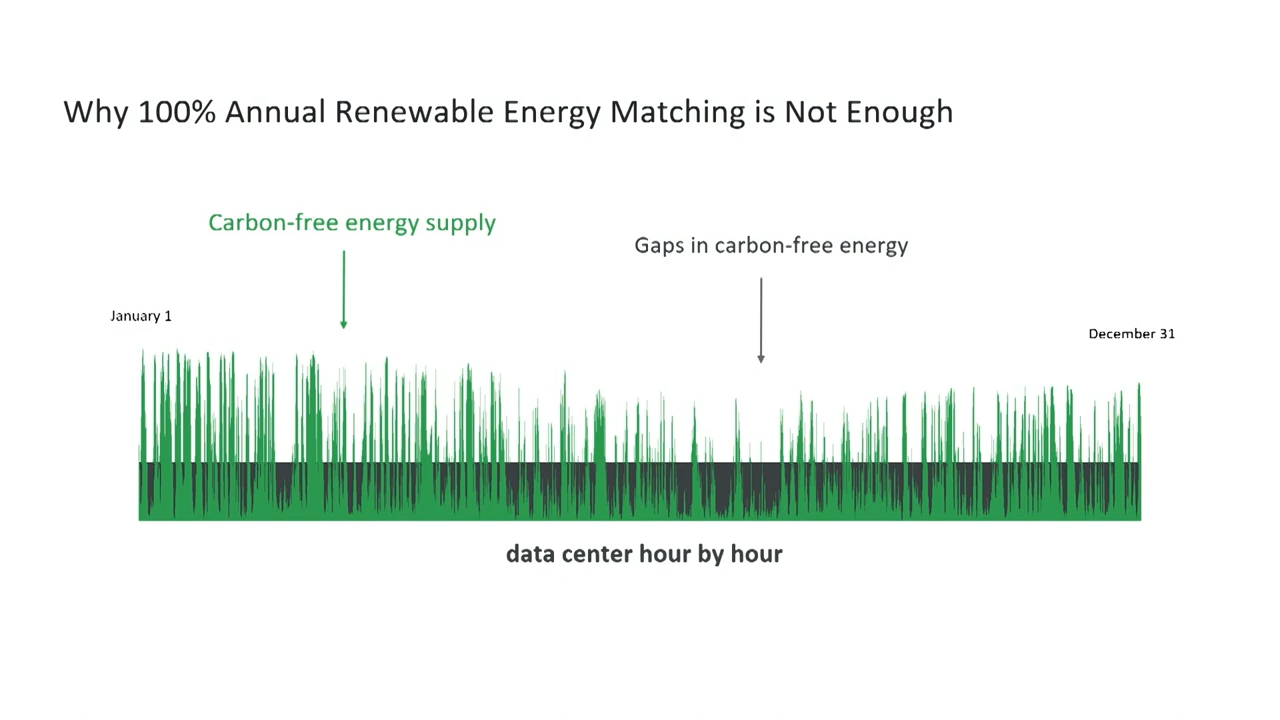 Why 100% Annual Renewable Energy Matching is Not Enough
Carbon-free energy supply
Gaps in carbon-free energy
January 1
December 31
data center hour by hour